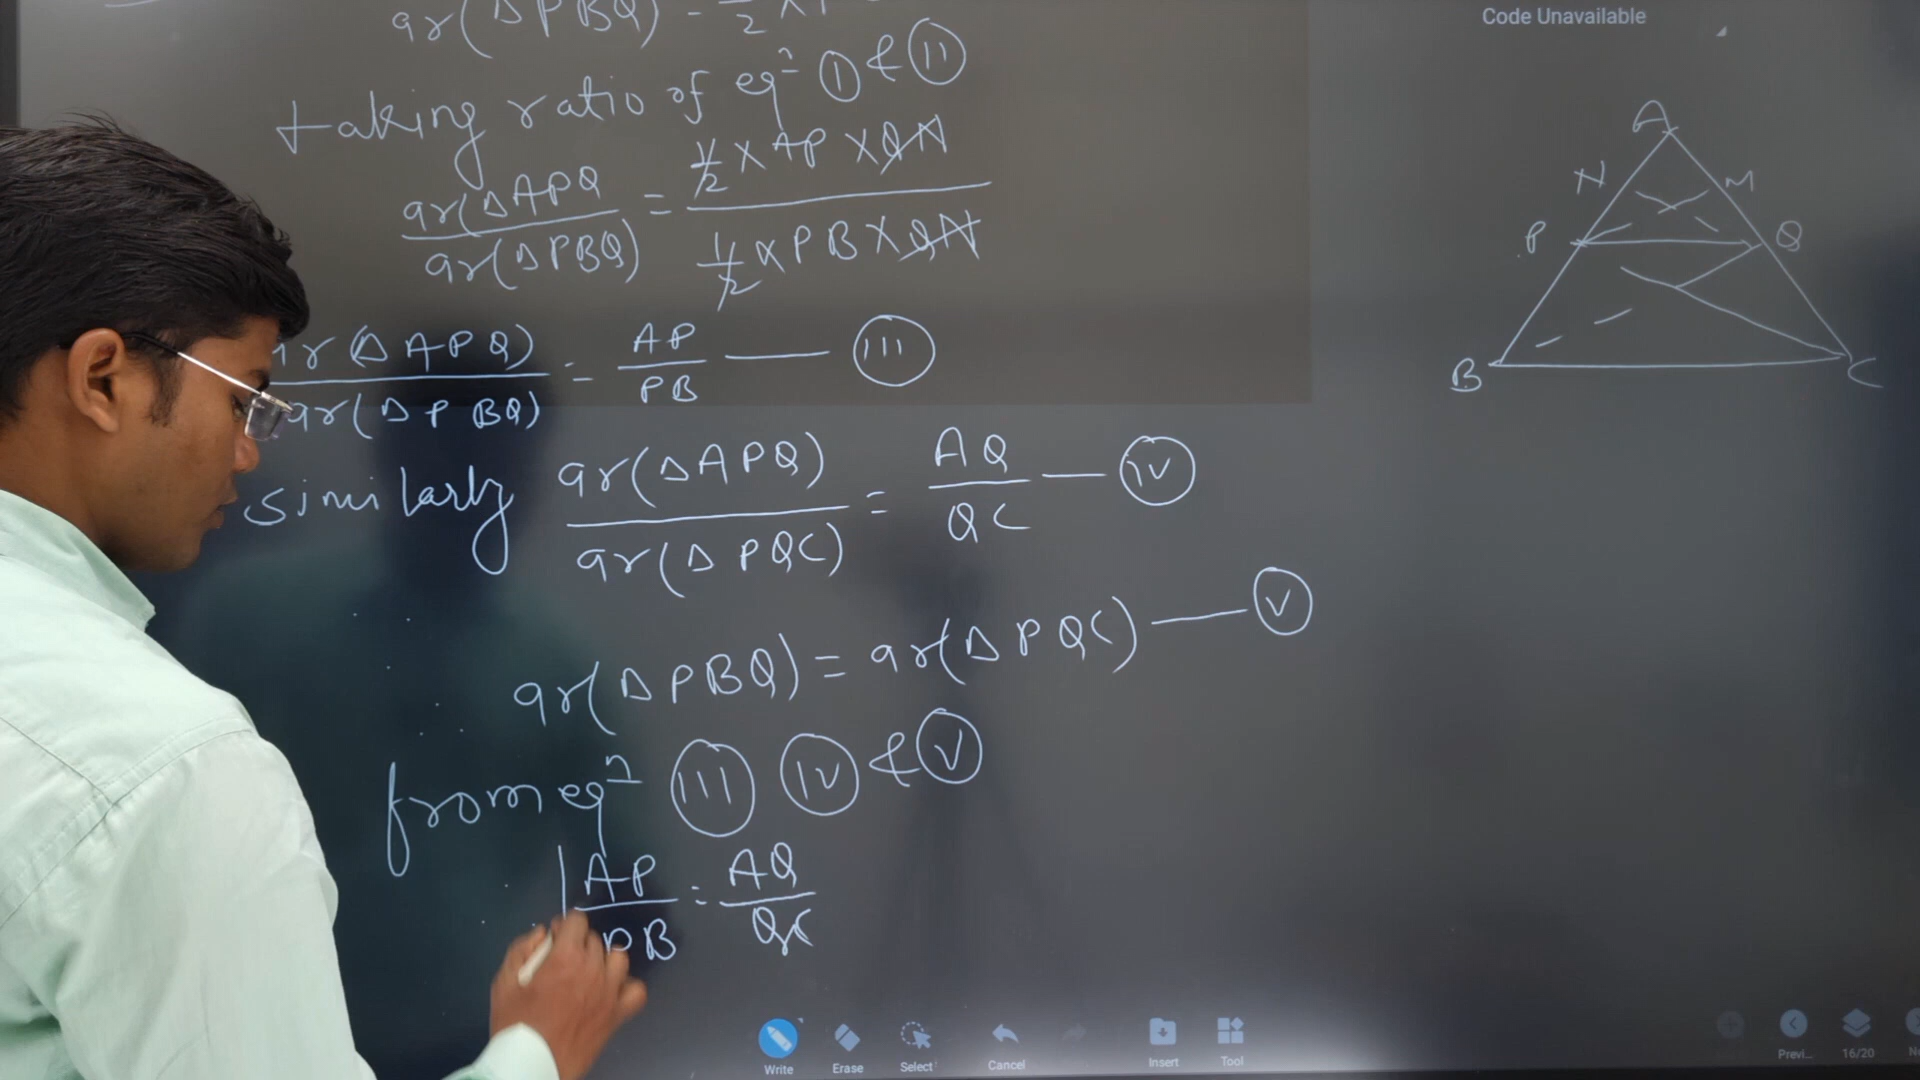 ar(ΔPBQ) - 1/2 ×
taking ratio of eqⁿ (I) & (II)
ar(ΔAPQ / ar(ΔPBQ) = 1/2 × AP × QN / 1/2 × PB × QN
ar(ΔAPQ) / ar(ΔPBQ) = AP / PB — (III)
similarly ar(ΔAPQ) / ar(ΔPQC) = AQ / QC — (IV)
ar(ΔPBQ) = ar(ΔPQC) — (V)
from eqⁿ (III) (IV) & (V)
AP / PB = AQ / QC
Code Unavailable
A
N M
P Q
B C
Write Erase Select Cancel Insert Tool Previ... 16/20